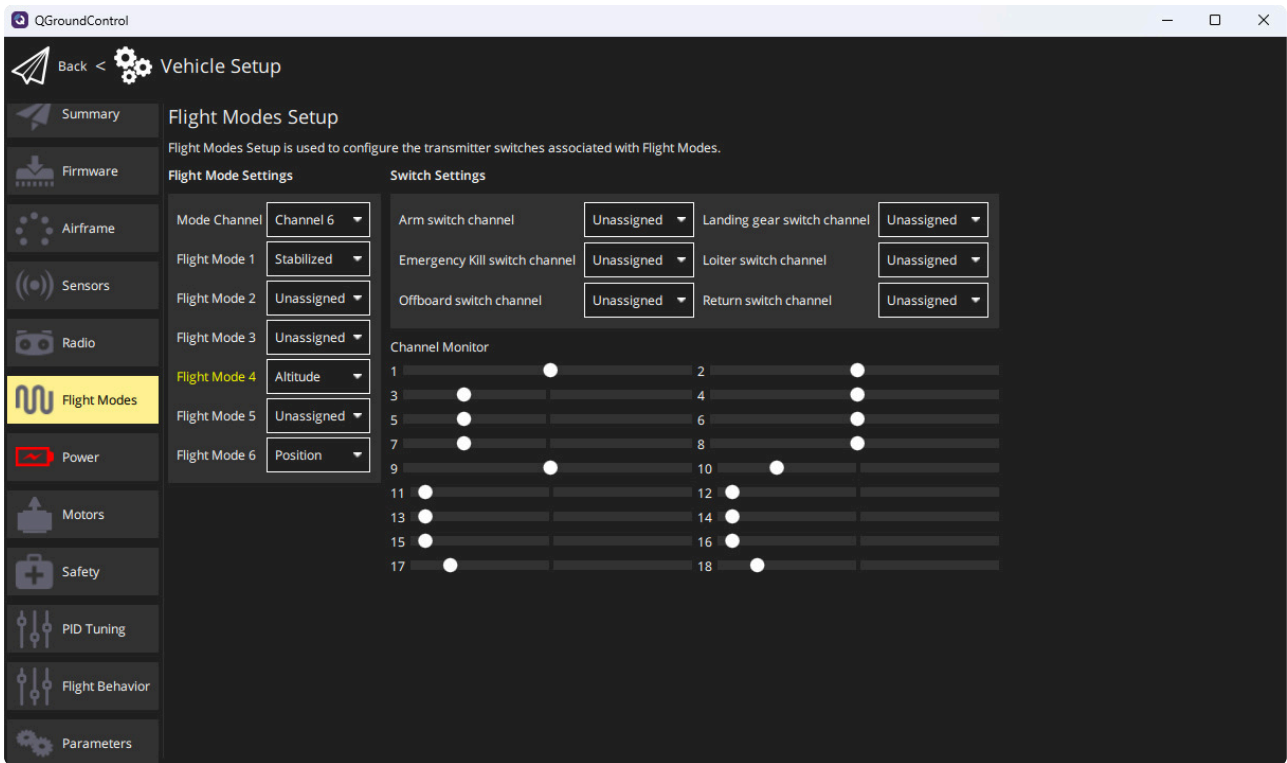 QGroundControl
Back < Vehicle Setup
Summary
Firmware
Airframe
Sensors
Radio
Flight Modes
Power
Motors
Safety
PID Tuning
Flight Behavior
Parameters
Flight Modes Setup
Flight Modes Setup is used to configure the transmitter switches associated with Flight Modes.
Flight Mode Settings
Mode Channel Channel 6
Flight Mode 1 Stabilized
Flight Mode 2 Unassigned
Flight Mode 3 Unassigned
Flight Mode 4 Altitude
Flight Mode 5 Unassigned
Flight Mode 6 Position
Switch Settings
Arm switch channel Unassigned Landing gear switch channel Unassigned
Emergency Kill switch channel Unassigned Loiter switch channel Unassigned
Offboard switch channel Unassigned Return switch channel Unassigned
Channel Monitor
1 2
3 4
5 6
7 8
9 10
11 12
13 14
15 16
17 18